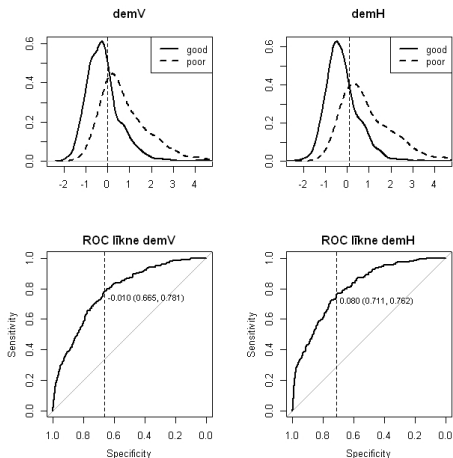 demV
demH
0.6
0.4
0.2
0.0
good
poor
-2 -1 0 1 2 3 4
0.6
0.4
0.2
0.0
good
poor
-2 -1 0 1 2 3 4
ROC līkne demV
ROC līkne demH
Sensitivity
1.0
0.8
0.6
0.4
0.2
0.0
-0.010 (0.665, 0.781)
1.0 0.8 0.6 0.4 0.2 0.0
Specificity
Sensitivity
1.0
0.8
0.6
0.4
0.2
0.0
0.080 (0.711, 0.762)
1.0 0.8 0.6 0.4 0.2 0.0
Specificity